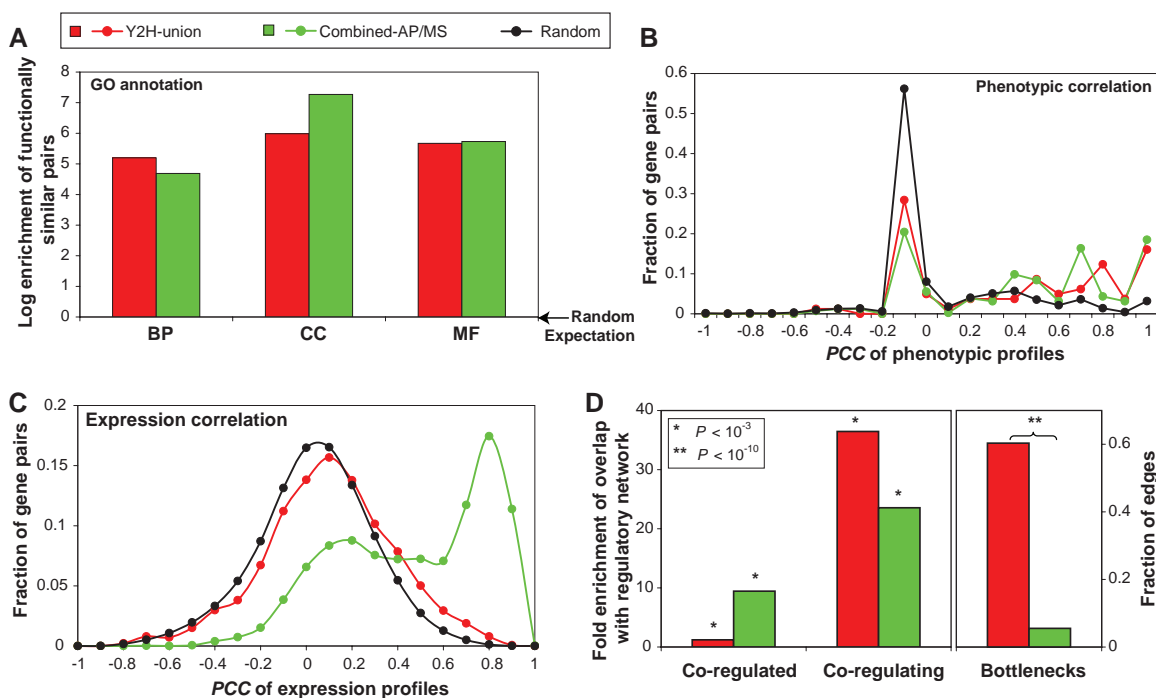 Y2H-union Combined-AP/MS Random
A
GO annotation
Log enrichment of functionally
similar pairs
8
7
6
5
4
3
2
1
0
BP CC MF
Random
Expectation
B
Phenotypic correlation
Fraction of gene pairs
0.6
0.5
0.4
0.3
0.2
0.1
0
-1 -0.8 -0.6 -0.4 -0.2 0 0.2 0.4 0.6 0.8 1
PCC of phenotypic profiles
C
Expression correlation
Fraction of gene pairs
0.2
0.15
0.1
0.05
0
-1 -0.8 -0.6 -0.4 -0.2 0 0.2 0.4 0.6 0.8 1
PCC of expression profiles
D
* P < 10-3
** P < 10-10
Fold enrichment of overlap
with regulatory network
40
30
20
10
0
* * * *
**
0.6
0.4
0.2
0
Fraction of edges
Co-regulated Co-regulating Bottlenecks